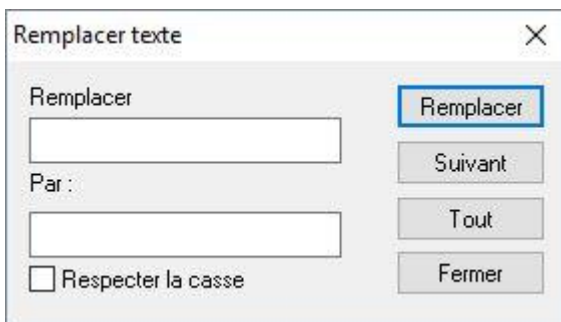 Remplacer texte
Remplacer
Par :
Respecter la casse
Remplacer
Suivant
Tout
Fermer